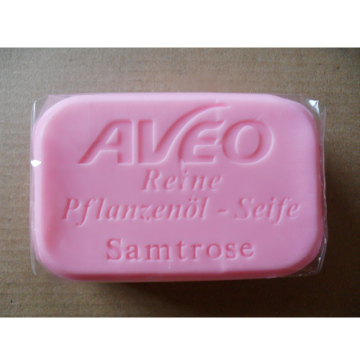 AVEO
Reine
Pflanzenöl - Seife
Samtrose